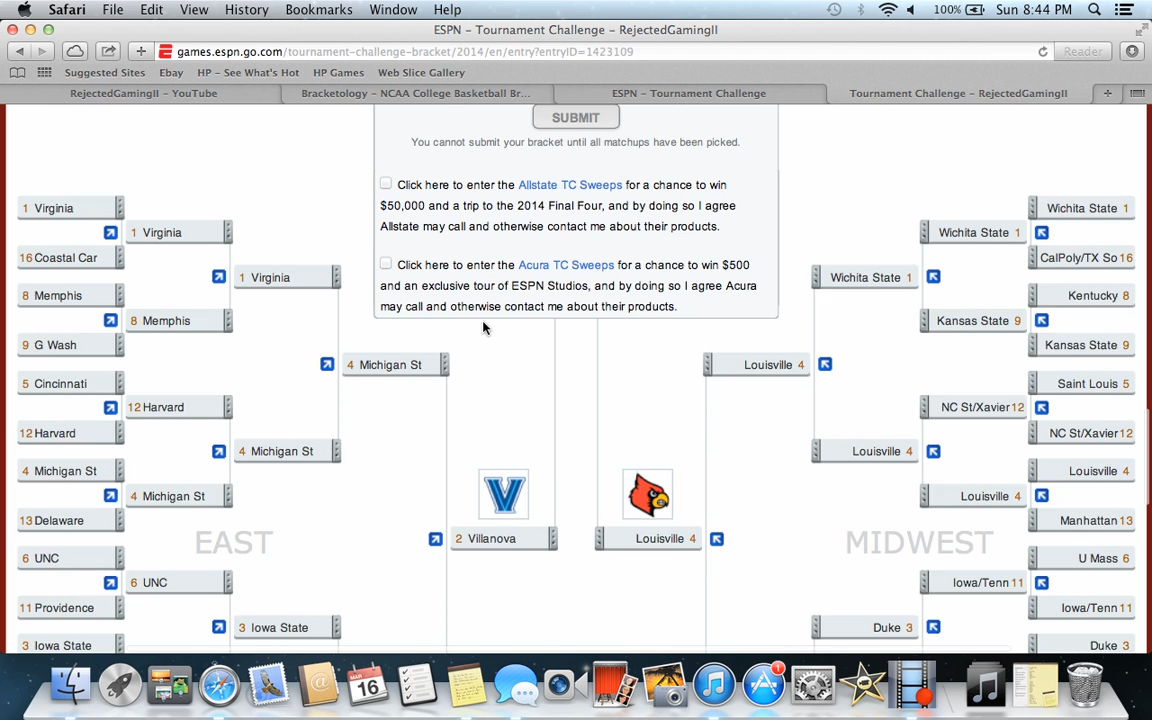 Safari File Edit View History Bookmarks Window Help 100% Sun 8:44 PM
ESPN – Tournament Challenge – RejectedGamingII
games.espn.go.com/tournament-challenge-bracket/2014/en/entry?entryID=1423109 Reader
Suggested Sites Ebay HP – See What's Hot HP Games Web Slice Gallery
RejectedGamingII – YouTube Bracketology – NCAA College Basketball Br... ESPN – Tournament Challenge Tournament Challenge – RejectedGamingII
SUBMIT
You cannot submit your bracket until all matchups have been picked.
Click here to enter the Allstate TC Sweeps for a chance to win
$50,000 and a trip to the 2014 Final Four, and by doing so I agree
Allstate may call and otherwise contact me about their products.
Click here to enter the Acura TC Sweeps for a chance to win $500
and an exclusive tour of ESPN Studios, and by doing so I agree Acura
may call and otherwise contact me about their products.
1 Virginia
16 Coastal Car
8 Memphis
9 G Wash
5 Cincinnati
12 Harvard
4 Michigan St
13 Delaware
6 UNC
11 Providence
3 Iowa State
1 Virginia
8 Memphis
12 Harvard
4 Michigan St
6 UNC
1 Virginia
4 Michigan St
3 Iowa State
4 Michigan St
2 Villanova
EAST
V
Louisville 4
Louisville 4
Wichita State 1
Louisville 4
Duke 3
Wichita State 1
Kansas State 9
NC St/Xavier 12
Louisville 4
Iowa/Tenn 11
MIDWEST
Wichita State 1
CalPoly/TX So 16
Kentucky 8
Kansas State 9
Saint Louis 5
NC St/Xavier 12
Louisville 4
Manhattan 13
U Mass 6
Iowa/Tenn 11
Duke 3
MAR
16
1